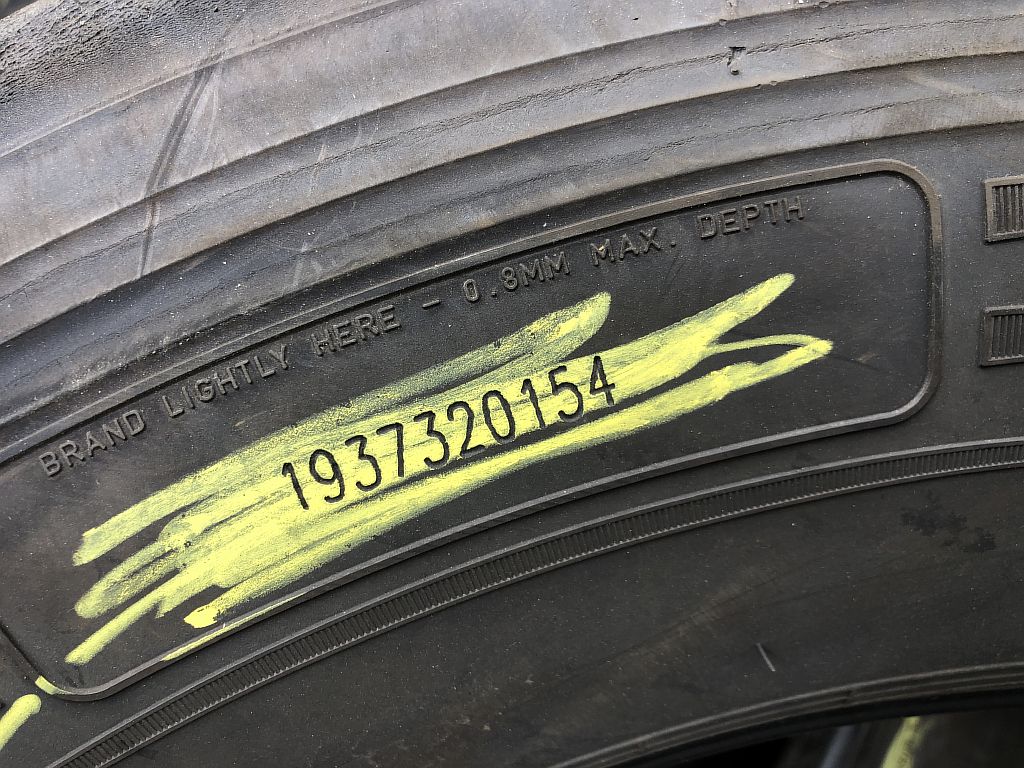 BRAND LIGHTLY HERE - 0.8MM MAX. DEPTH
1937320154